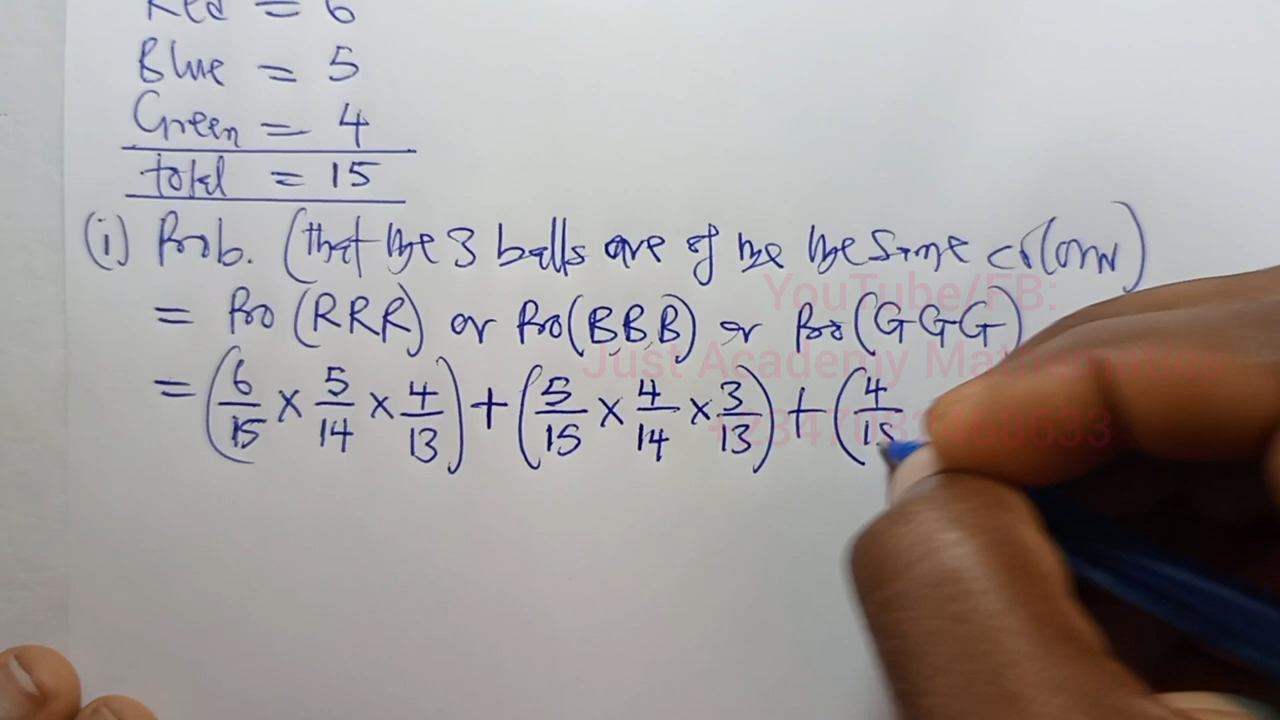 Red = 6
Blue = 5
Green = 4
total = 15
(i) Prob. (that the 3 balls are of the the same colour)
= Pro (RRR) or Pro(B,B,B) or Pro (GGG)
= (6/15 × 5/14 × 4/13) + (5/15 × 4/14 × 3/13) + (4/15
YouTube/FB:
Just Academy Mathematics